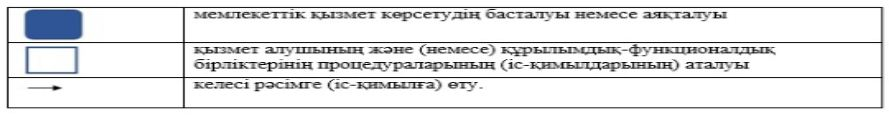 мемлекеттік қызмет көрсетудің басталуы немесе аяқталуы
қызмет алушының және (немесе) құрылымдық-функционалдық
бірліктерінің процедураларының (іс-қимылдарының) аталуы
келесі рәсімге (іс-қимылға) өту.